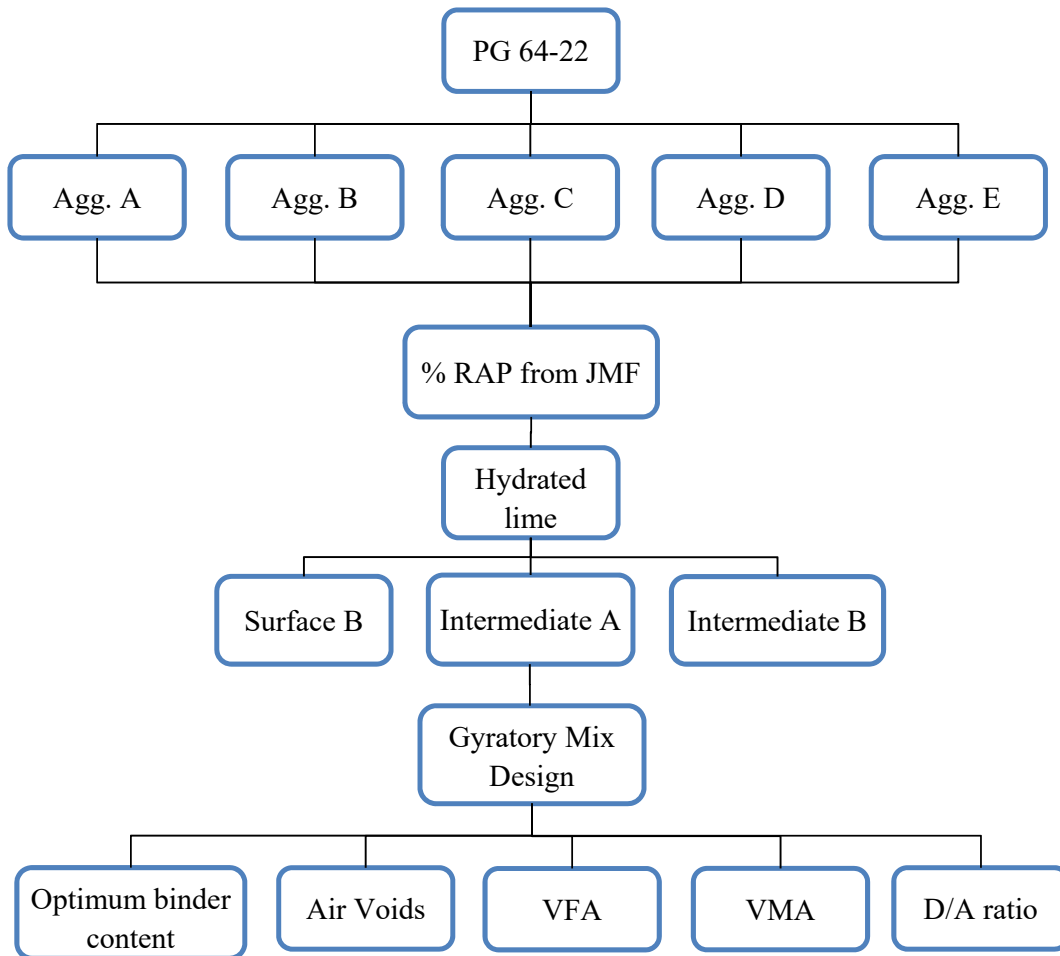 PG 64-22
Agg. A
Agg. B
Agg. C
Agg. D
Agg. E
% RAP from JMF
Hydrated
lime
Surface B
Intermediate A
Intermediate B
Gyratory Mix
Design
Optimum binder
content
Air Voids
VFA
VMA
D/A ratio